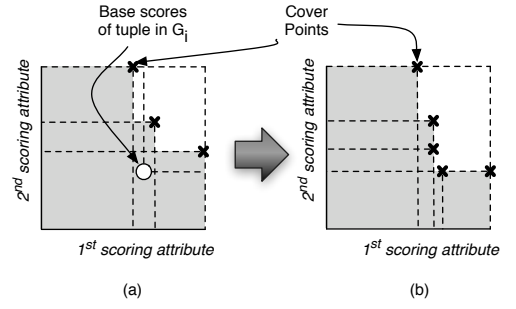 Base scores
of tuple in Gi
Cover
Points
2nd scoring attribute
1st scoring attribute
(a)
2nd scoring attribute
1st scoring attribute
(b)